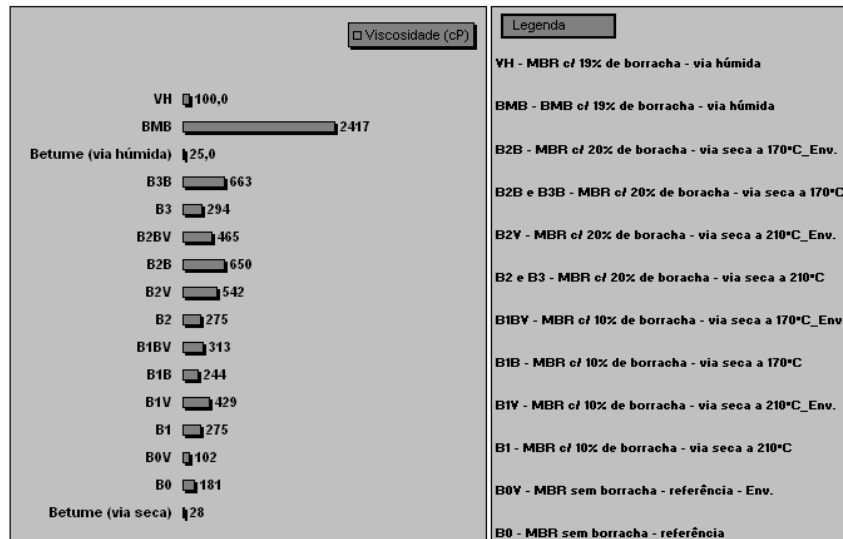 Viscosidade (cP)
VH 100,0
BMB 2417
Betume (via húmida) 25,0
B3B 663
B3 294
B2BV 465
B2B 650
B2V 542
B2 275
B1BV 313
B1B 244
B1V 429
B1 275
B0V 102
B0 181
Betume (via seca) 28
Legenda
VH - MBR c/ 19% de borracha - via húmida
BMB - BMB c/ 19% de borracha - via húmida
B2B - MBR c/ 20% de boracha - via seca a 170ºC_Env.
B2B e B3B - MBR c/ 20% de boracha - via seca a 170ºC
B2V - MBR c/ 20% de borracha - via seca a 210ºC_Env.
B2 e B3 - MBR c/ 20% de borracha - via seca a 210ºC
B1BV - MBR c/ 10% de borracha - via seca a 170ºC_Env
B1B - MBR c/ 10% de borracha - via seca a 170ºC
B1V - MBR c/ 10% de borracha - via seca a 210ºC_Env.
B1 - MBR c/ 10% de borracha - via seca a 210ºC
B0V - MBR sem borracha - referência - Env.
B0 - MBR sem borracha - referência